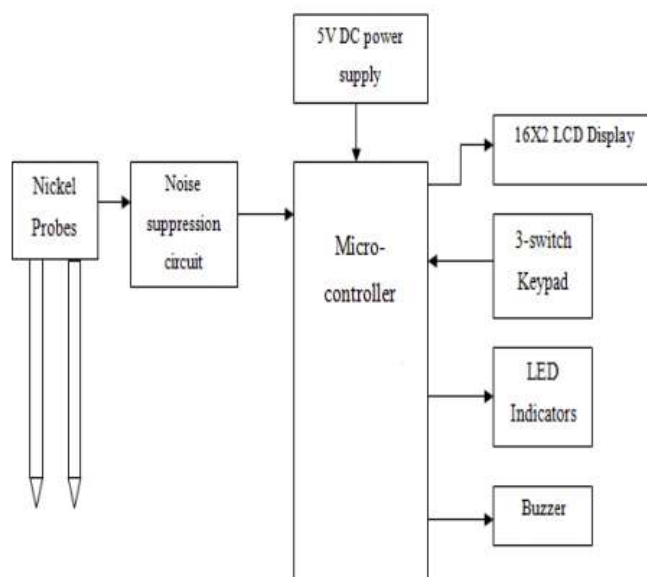 5V DC power
supply
16X2 LCD Display
Nickel
Probes
Noise
suppression
circuit
Micro-
controller
3-switch
Keypad
LED
Indicators
Buzzer